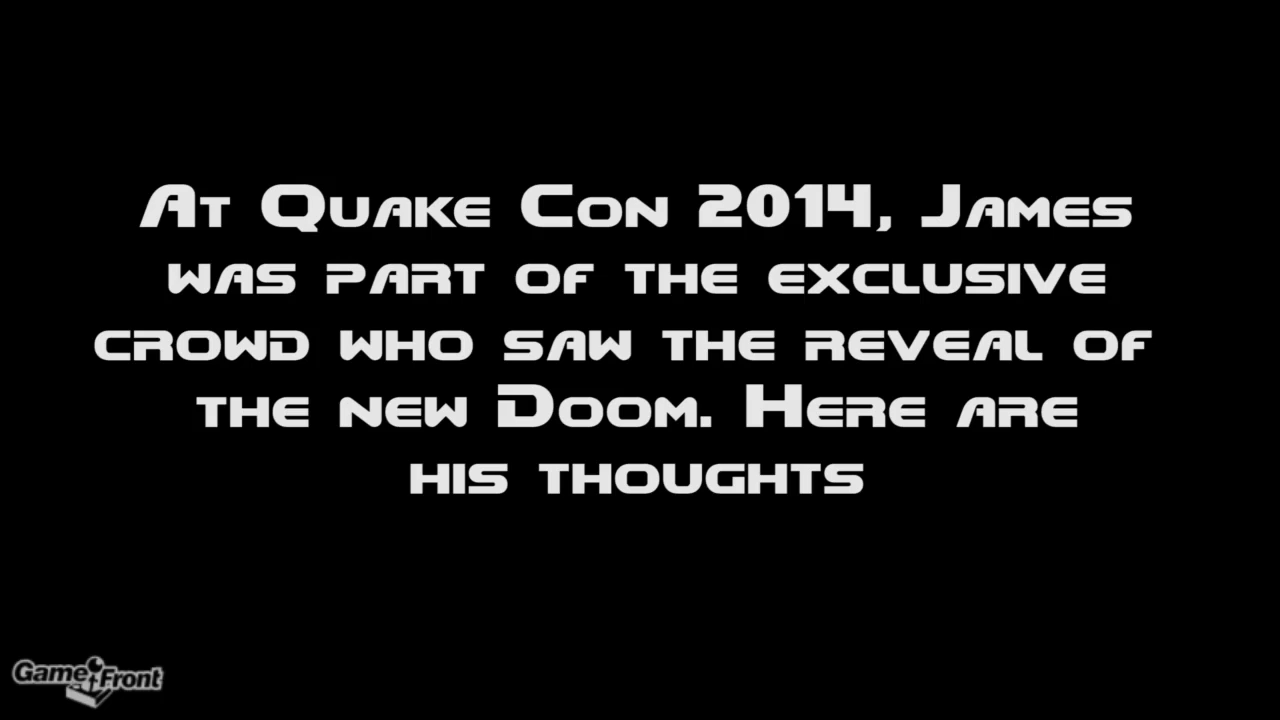 At Quake Con 2014, James
was part of the exclusive
crowd who saw the reveal of
the new Doom. Here are
his thoughts
GameFront